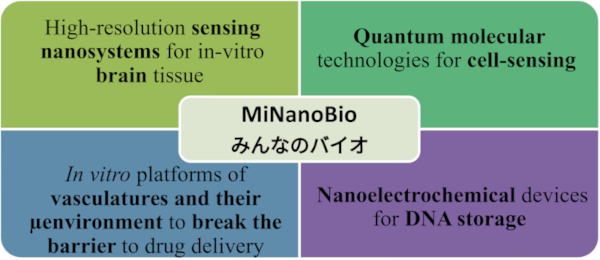 High-resolution sensing
nanosystems for in-vitro
brain tissue
Quantum molecular
technologies for cell-sensing
MiNanoBio
みんなのバイオ
In vitro platforms of
vasculatures and their
μenvironment to break the
barrier to drug delivery
Nanoelectrochemical devices
for DNA storage